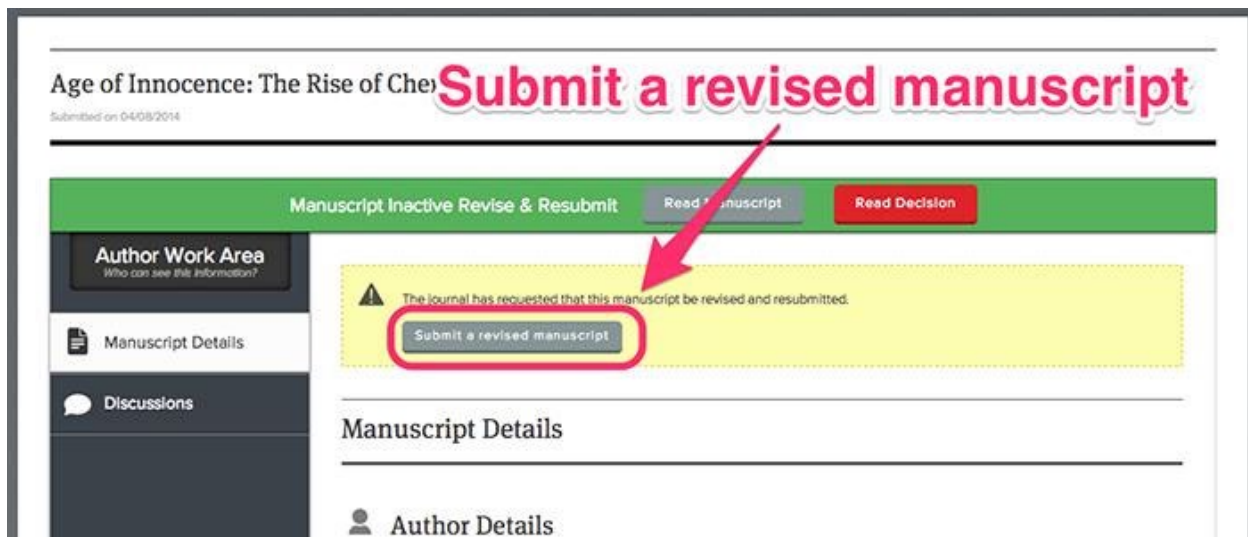 Age of Innocence: The Rise of
Submit a revised manuscript
Submitted on 04/08/2014
Manuscript Inactive Revise & Resubmit
Read Manuscript
Read Decision
Author Work Area
Who can see this information?
The journal has requested that this manuscript be revised and resubmitted.
Submit a revised manuscript
Manuscript Details
Discussions
Manuscript Details
Author Details